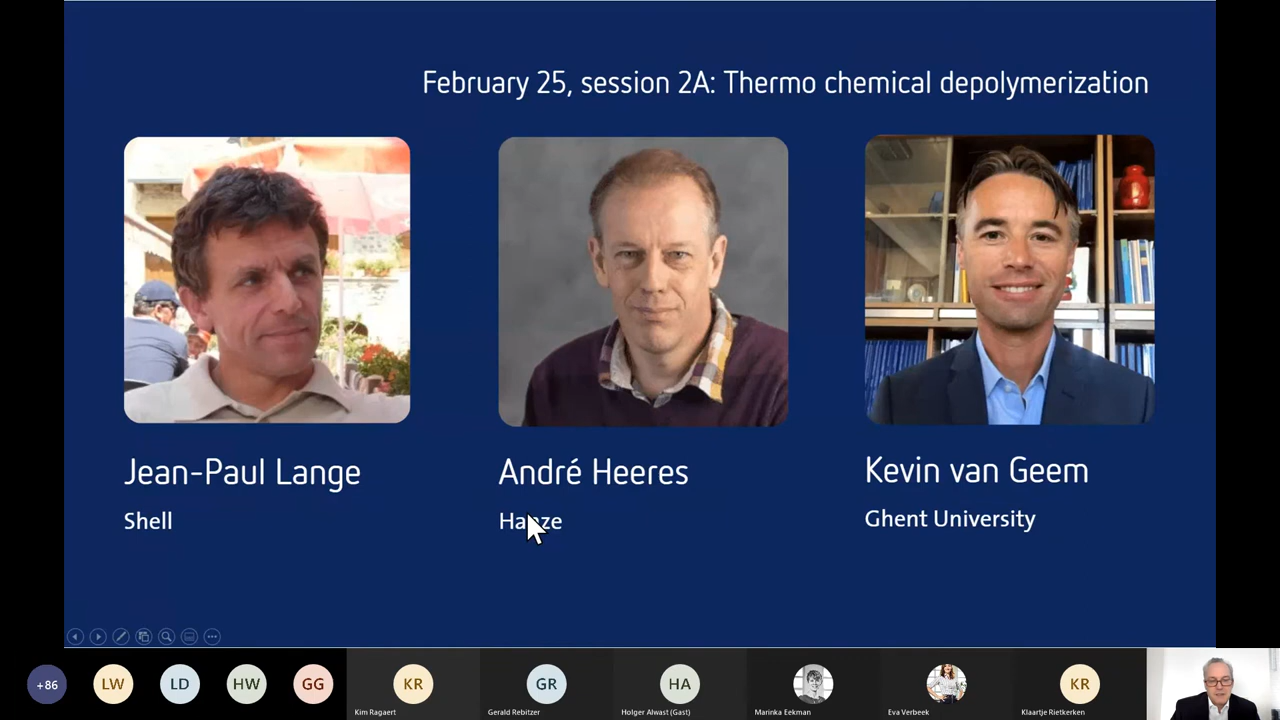 February 25, session 2A: Thermo chemical depolymerization
Jean-Paul Lange
André Heeres
Kevin van Geem
Shell
Hanze
Ghent University
+86
LW
LD
HW
GG
KR
GR
HA
KR
Kim Ragaert
Gerald Rebitzer
Holger Alwast (Gast)
Marinka Eekman
Eva Verbeek
Klaartje Rietkerken